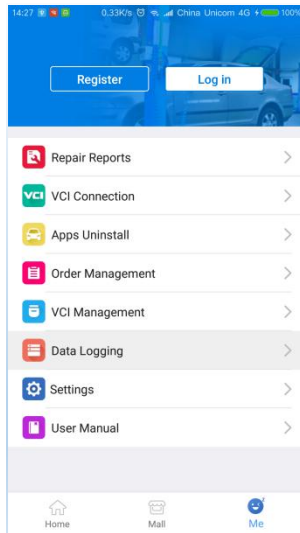 14:27 0.33K/s China Unicom 4G 100%
Register Log in
Repair Reports
VCI VCI Connection
Apps Uninstall
Order Management
VCI Management
Data Logging
Settings
User Manual
Home Mall Me